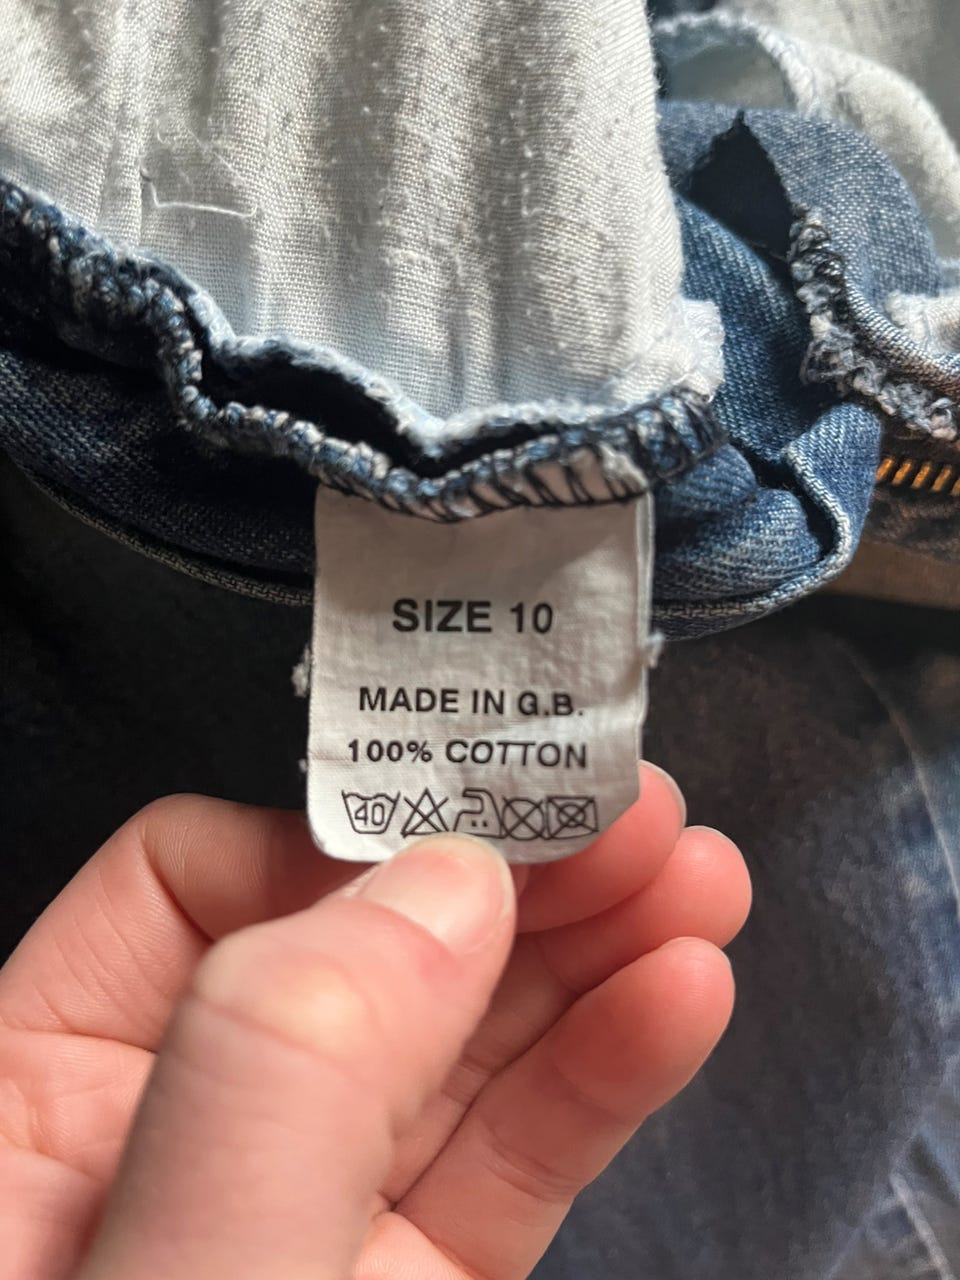 SIZE 10
MADE IN G.B.
100% COTTON
40